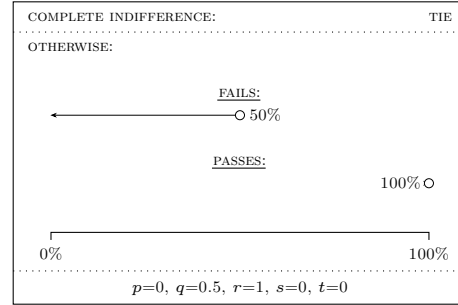 COMPLETE INDIFFERENCE: TIE
OTHERWISE:
FAILS:
50%
PASSES:
100%
0% 100%
p=0, q=0.5, r=1, s=0, t=0